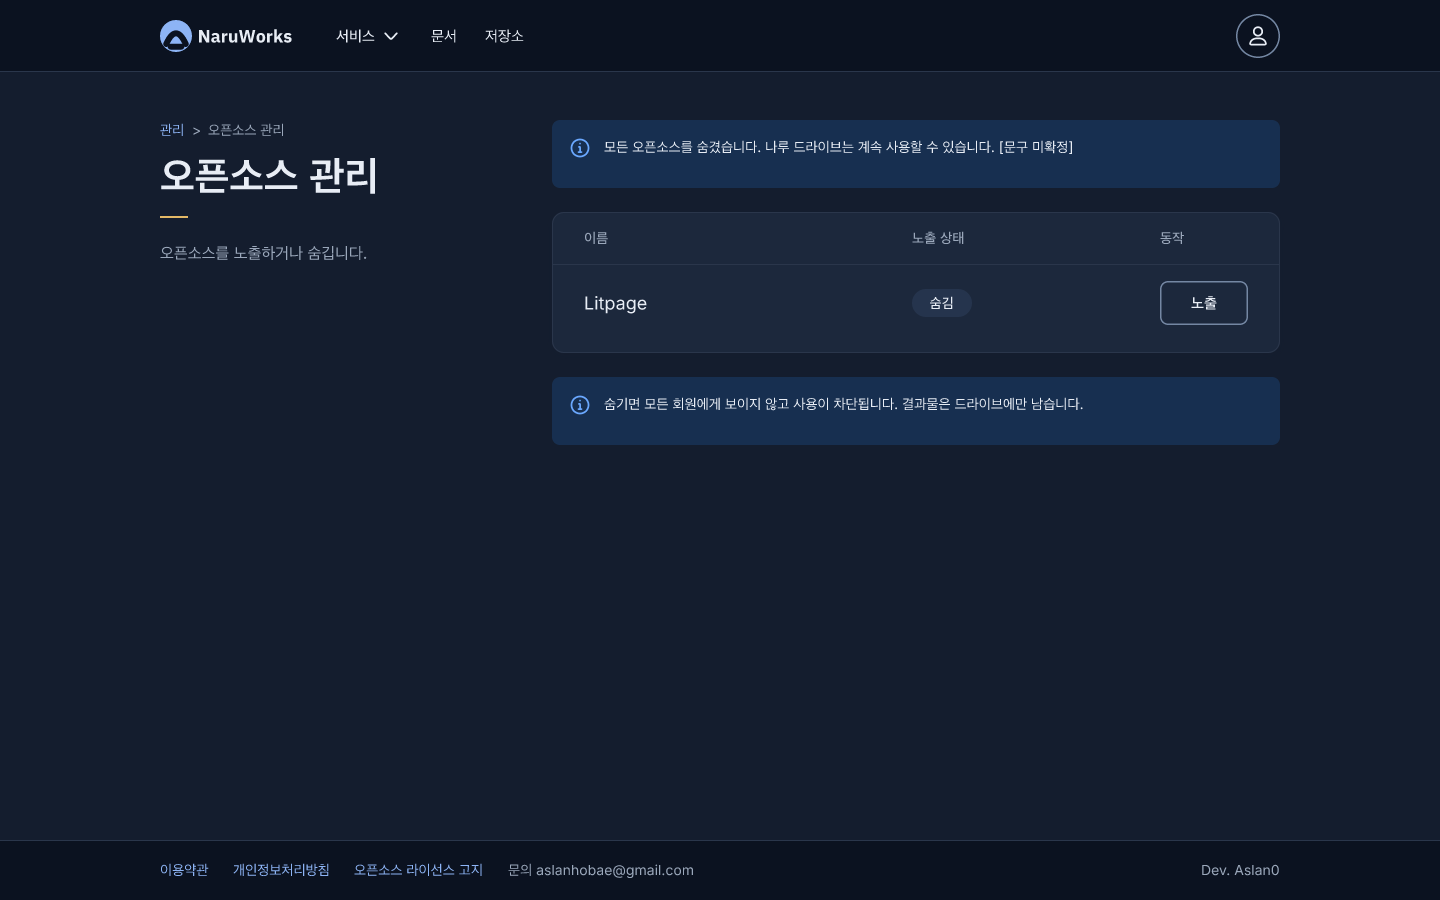 NaruWorks
서비스
문서
저장소
관리 > 오픈소스 관리
오픈소스 관리
오픈소스를 노출하거나 숨깁니다.
모든 오픈소스를 숨겼습니다. 나루 드라이브는 계속 사용할 수 있습니다. [문구 미확정]
이름 노출 상태 동작
Litpage 숨김 노출
숨기면 모든 회원에게 보이지 않고 사용이 차단됩니다. 결과물은 드라이브에만 남습니다.
이용약관 개인정보처리방침 오픈소스 라이선스 고지 문의 aslanhobae@gmail.com Dev. Aslan0